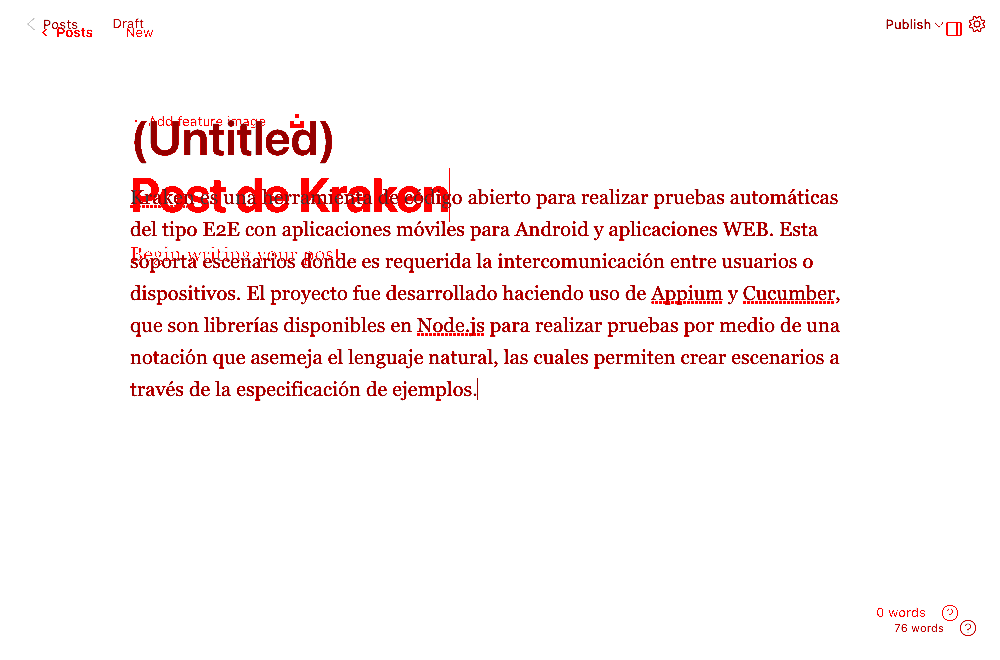 Posts Draft Publish
Posts New
Add feature image
(Untitled)
Post de Kraken
Kraken es una herramienta de código abierto para realizar pruebas automáticas
del tipo E2E con aplicaciones móviles para Android y aplicaciones WEB. Esta
Begin writing your post...
soporta escenarios donde es requerida la intercomunicación entre usuarios o
dispositivos. El proyecto fue desarrollado haciendo uso de Appium y Cucumber,
que son librerías disponibles en Node.js para realizar pruebas por medio de una
notación que asemeja el lenguaje natural, las cuales permiten crear escenarios a
través de la especificación de ejemplos.
0 words
76 words